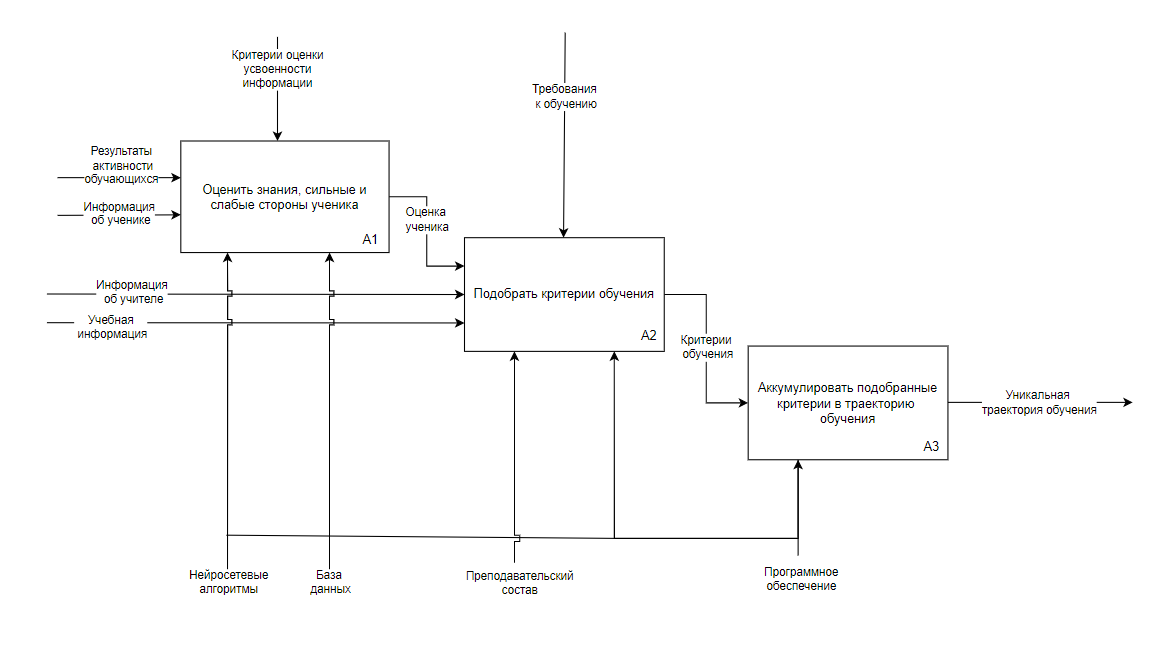 Критерии оценки
усвоенности
информации
Требования
к обучению
Результаты
активности
обучающихся
Информация
об ученике
Оценить знания, сильные и
слабые стороны ученика
A1
Оценка
ученика
Информация
об учителе
Учебная
информация
Подобрать критерии обучения
A2
Критерии
обучения
Аккумулировать подобранные
критерии в траекторию
обучения
A3
Уникальная
траектория обучения
Нейросетевые
алгоритмы
База
данных
Преподавательский
состав
Программное
обеспечение